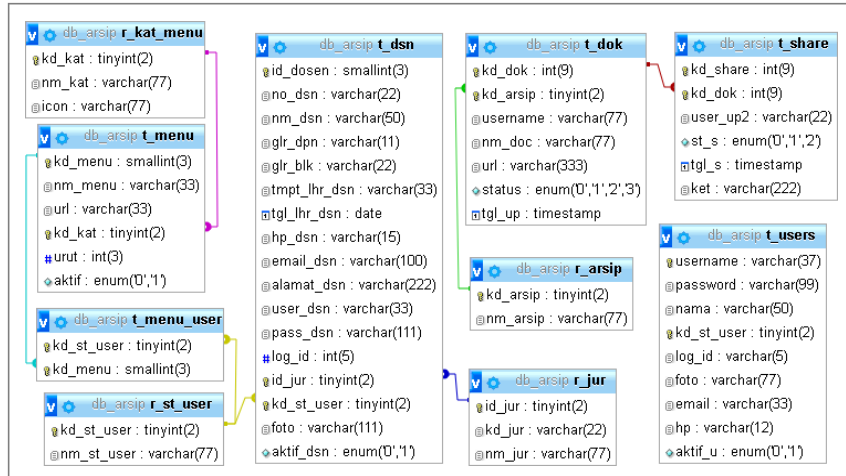 db_arsip r_kat_menu
kd_kat : tinyint(2)
nm_kat : varchar(77)
icon : varchar(77)
db_arsip t_menu
kd_menu : smallint(3)
nm_menu : varchar(33)
url : varchar(33)
kd_kat : tinyint(2)
urut : int(3)
aktif : enum('0','1')
db_arsip t_menu_user
kd_st_user : tinyint(2)
kd_menu : smallint(3)
db_arsip r_st_user
kd_st_user : tinyint(2)
nm_st_user : varchar(77)
db_arsip t_dsn
id_dosen : smallint(3)
no_dsn : varchar(22)
nm_dsn : varchar(50)
glr_dpn : varchar(11)
glr_blk : varchar(22)
tmpt_lhr_dsn : varchar(33)
tgl_lhr_dsn : date
hp_dsn : varchar(15)
email_dsn : varchar(100)
alamat_dsn : varchar(222)
user_dsn : varchar(33)
pass_dsn : varchar(111)
log_id : int(5)
id_jur : tinyint(2)
kd_st_user : tinyint(2)
foto : varchar(111)
aktif_dsn : enum('0','1')
db_arsip t_dok
kd_dok : int(9)
kd_arsip : tinyint(2)
username : varchar(77)
nm_doc : varchar(77)
url : varchar(333)
status : enum('0','1','2','3')
tgl_up : timestamp
db_arsip r_arsip
kd_arsip : tinyint(2)
nm_arsip : varchar(77)
db_arsip r_jur
id_jur : tinyint(2)
kd_jur : varchar(22)
nm_jur : varchar(77)
db_arsip t_share
kd_share : int(9)
kd_dok : int(9)
user_up2 : varchar(22)
st_s : enum('0','1','2')
tgl_s : timestamp
ket : varchar(222)
db_arsip t_users
username : varchar(37)
password : varchar(99)
nama : varchar(50)
kd_st_user : tinyint(2)
log_id : varchar(5)
foto : varchar(77)
email : varchar(33)
hp : varchar(12)
aktif_u : enum('0','1')